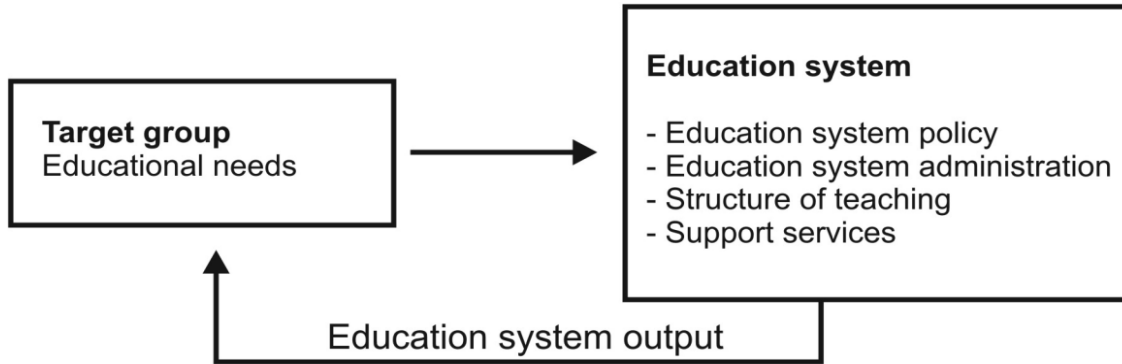 Target group
Educational needs
Education system
- Education system policy
- Education system administration
- Structure of teaching
- Support services
Education system output